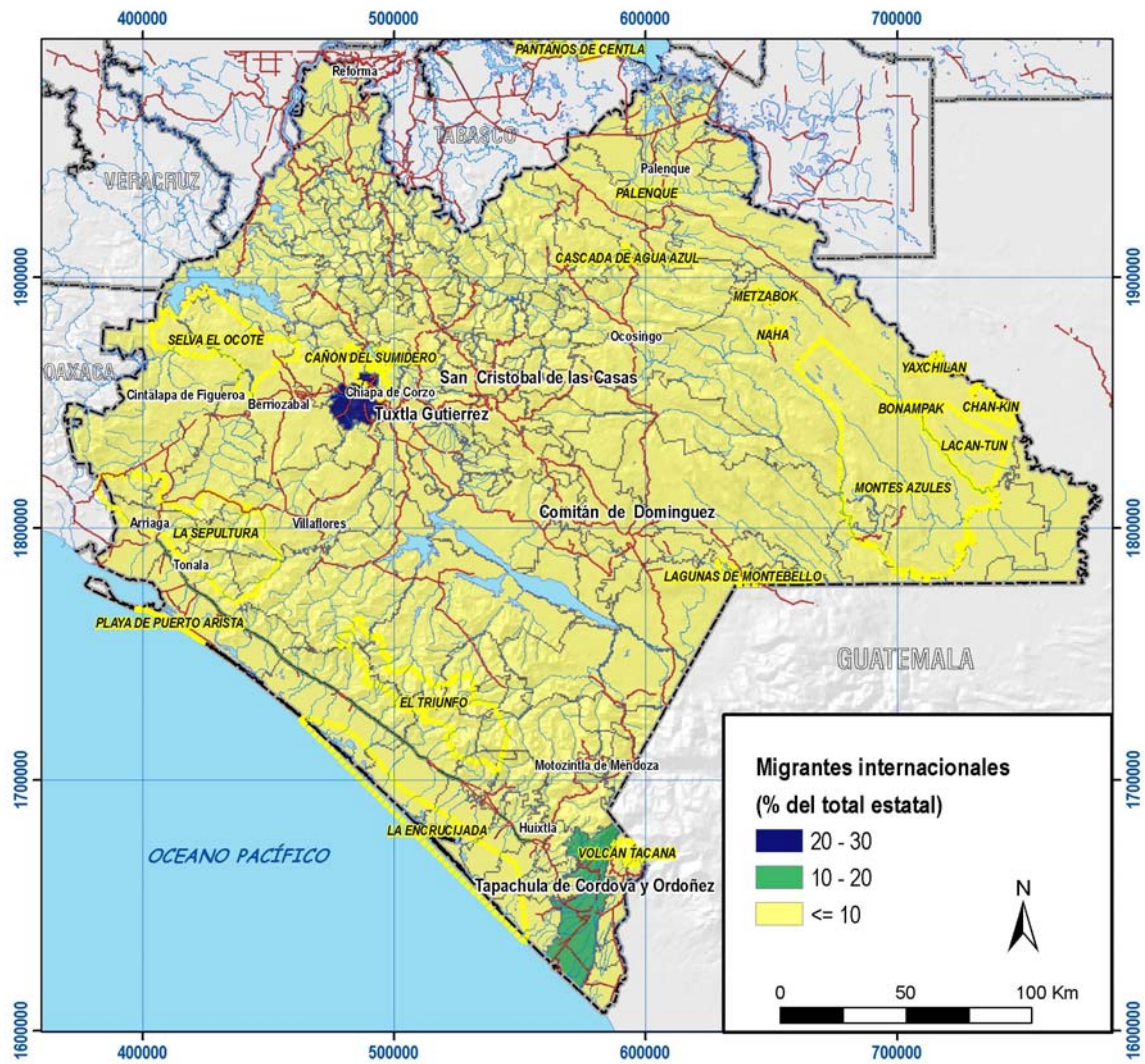 400000
500000
600000
700000
PANTANOS DE CENTLA
Reforma
TABASCO
VERACRUZ
Palenque
PALENQUE
CASCADA DE AGUA AZUL
1900000
1900000
METZABOK
NAHA
Ocosingo
SELVA EL OCOTE
OAXACA
CAÑON DEL SUMIDERO
YAXCHILAN
San Cristobal de las Casas
Cintalapa de Figueroa
Chiapa de Corzo
Berriozabal
Tuxtla Gutierrez
BONAMPAK
CHAN-KIN
LACAN-TUN
MONTES AZULES
Comitán de Dominguez
Arriaga
LA SEPULTURA
Villaflores
1800000
1800000
Tonala
LAGUNAS DE MONTEBELLO
PLAYA DE PUERTO ARISTA
GUATEMALA
EL TRIUNFO
Motozintla de Mendoza
1700000
1700000
Huixtla
LA ENCRUCIJADA
VOLCAN TACANA
OCEANO PACÍFICO
Tapachula de Cordova y Ordoñez
Migrantes internacionales
(% del total estatal)
20 - 30
10 - 20
<= 10
N
0 50 100 Km
1600000
1600000
400000
500000
600000
700000